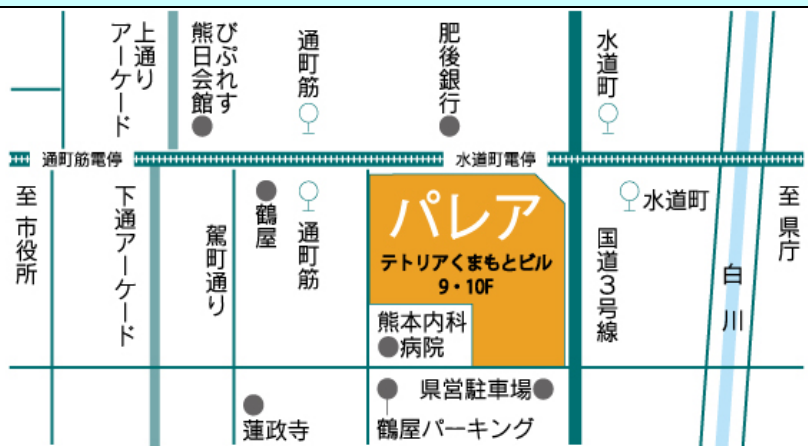 上通り
アーケード
びぷれす
熊日会館
通町筋
肥後銀行
水道町
通町筋電停
水道町電停
至 市役所
下通アーケード
駕町通り
鶴屋
通町筋
パレア
テトリアくまもとビル
9・10F
熊本内科
病院
国道3号線
水道町
白川
至 県庁
蓮政寺
県営駐車場
鶴屋パーキング